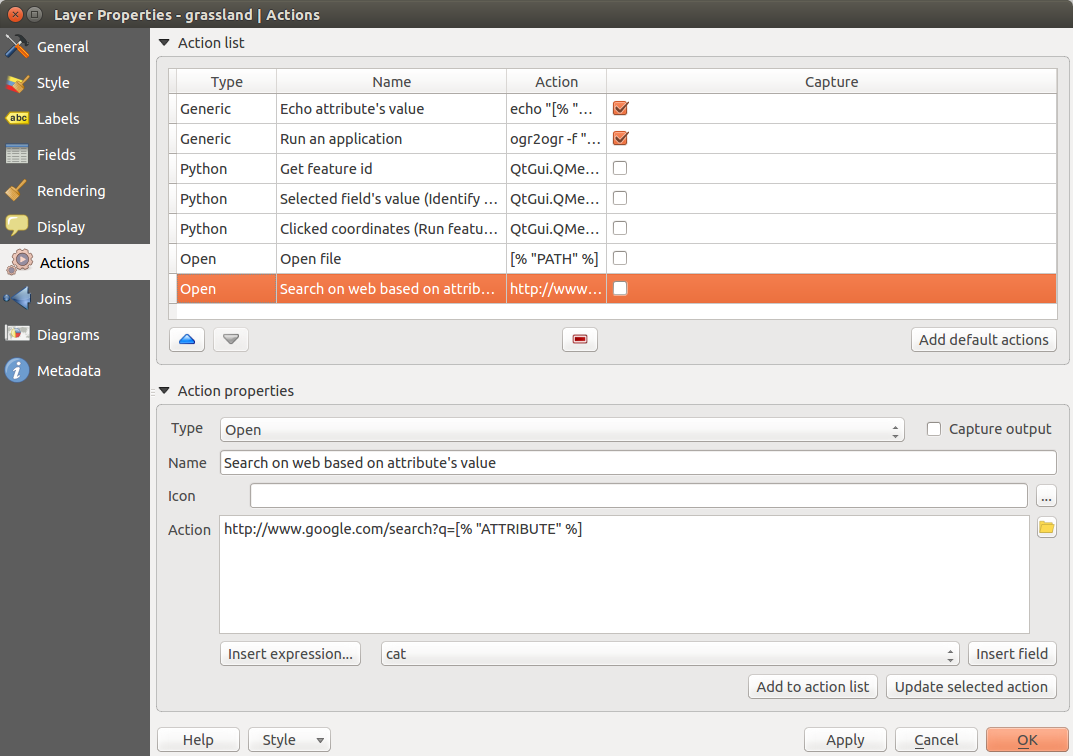 Layer Properties - grassland | Actions
General
Style
Labels
Fields
Rendering
Display
Actions
Joins
Diagrams
Metadata
abc
Action list
Type Name Action Capture
Generic Echo attribute's value echo "[% "...
Generic Run an application ogr2ogr -f "...
Python Get feature id QtGui.QMe...
Python Selected field's value (Identify ... QtGui.QMe...
Python Clicked coordinates (Run featu... QtGui.QMe...
Open Open file [% "PATH" %]
Open Search on web based on attrib... http://www...
Add default actions
Action properties
Type Open Capture output
Name Search on web based on attribute's value
Icon ...
Action http://www.google.com/search?q=[% "ATTRIBUTE" %]
Insert expression... cat Insert field
Add to action list Update selected action
Help Style Apply Cancel OK